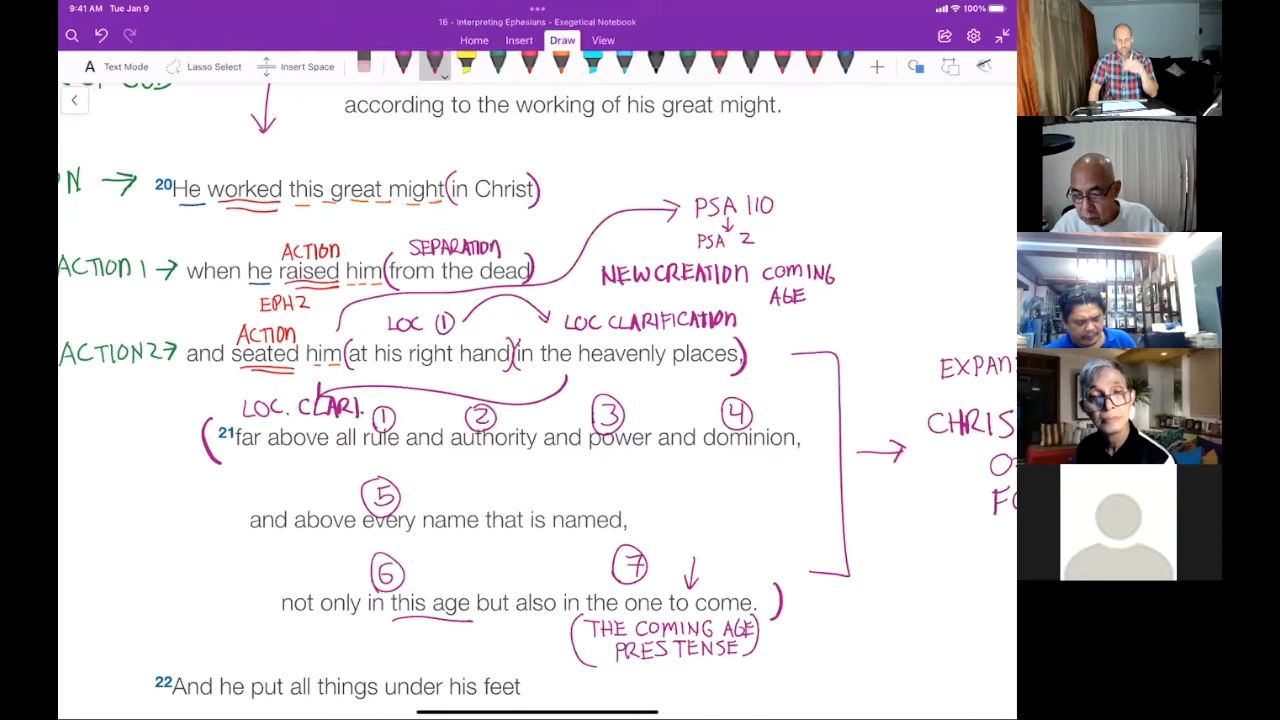 9:41 AM Tue Jan 9
100%
16 - Interpreting Ephesians - Exegetical Notebook
Home Insert Draw View
A Text Mode Lasso Select Insert Space
according to the working of his great might.
N → 20He worked this great might (in Christ)
PSA 110
PSA 2
ACTION SEPARATION
NEW CREATION COMING
AGE
ACTION 1 → when he raised him (from the dead)
EPH 2
LOC ① LOC CLARIFICATION
ACTION
ACTION 2 → and seated him (at his right hand)(in the heavenly places,)
EXPAN
LOC. CLARI.
① ② ③ ④
CHRIS
(21far above all rule and authority and power and dominion,
⑤
and above every name that is named,
⑥ ⑦
not only in this age but also in the one to come.)
(THE COMING AGE
PRES TENSE)
22And he put all things under his feet